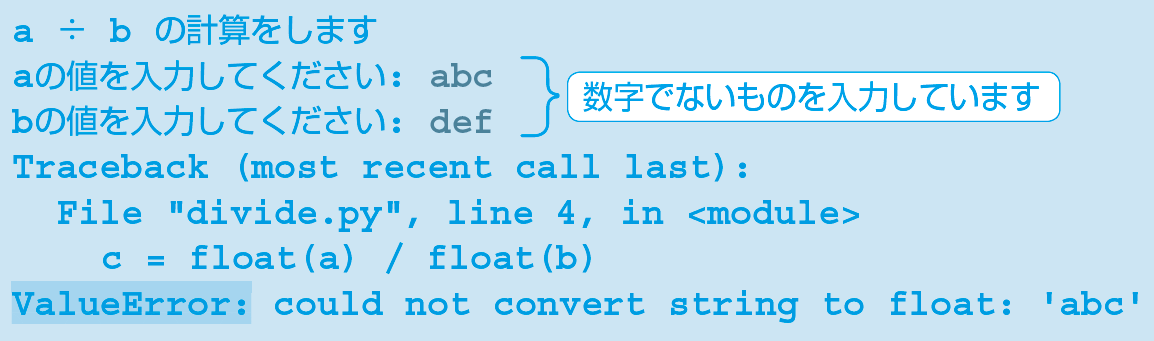 a ÷ b の計算をします
aの値を入力してください: abc
bの値を入力してください: def
数字でないものを入力しています
Traceback (most recent call last):
  File "divide.py", line 4, in <module>
    c = float(a) / float(b)
ValueError: could not convert string to float: 'abc'